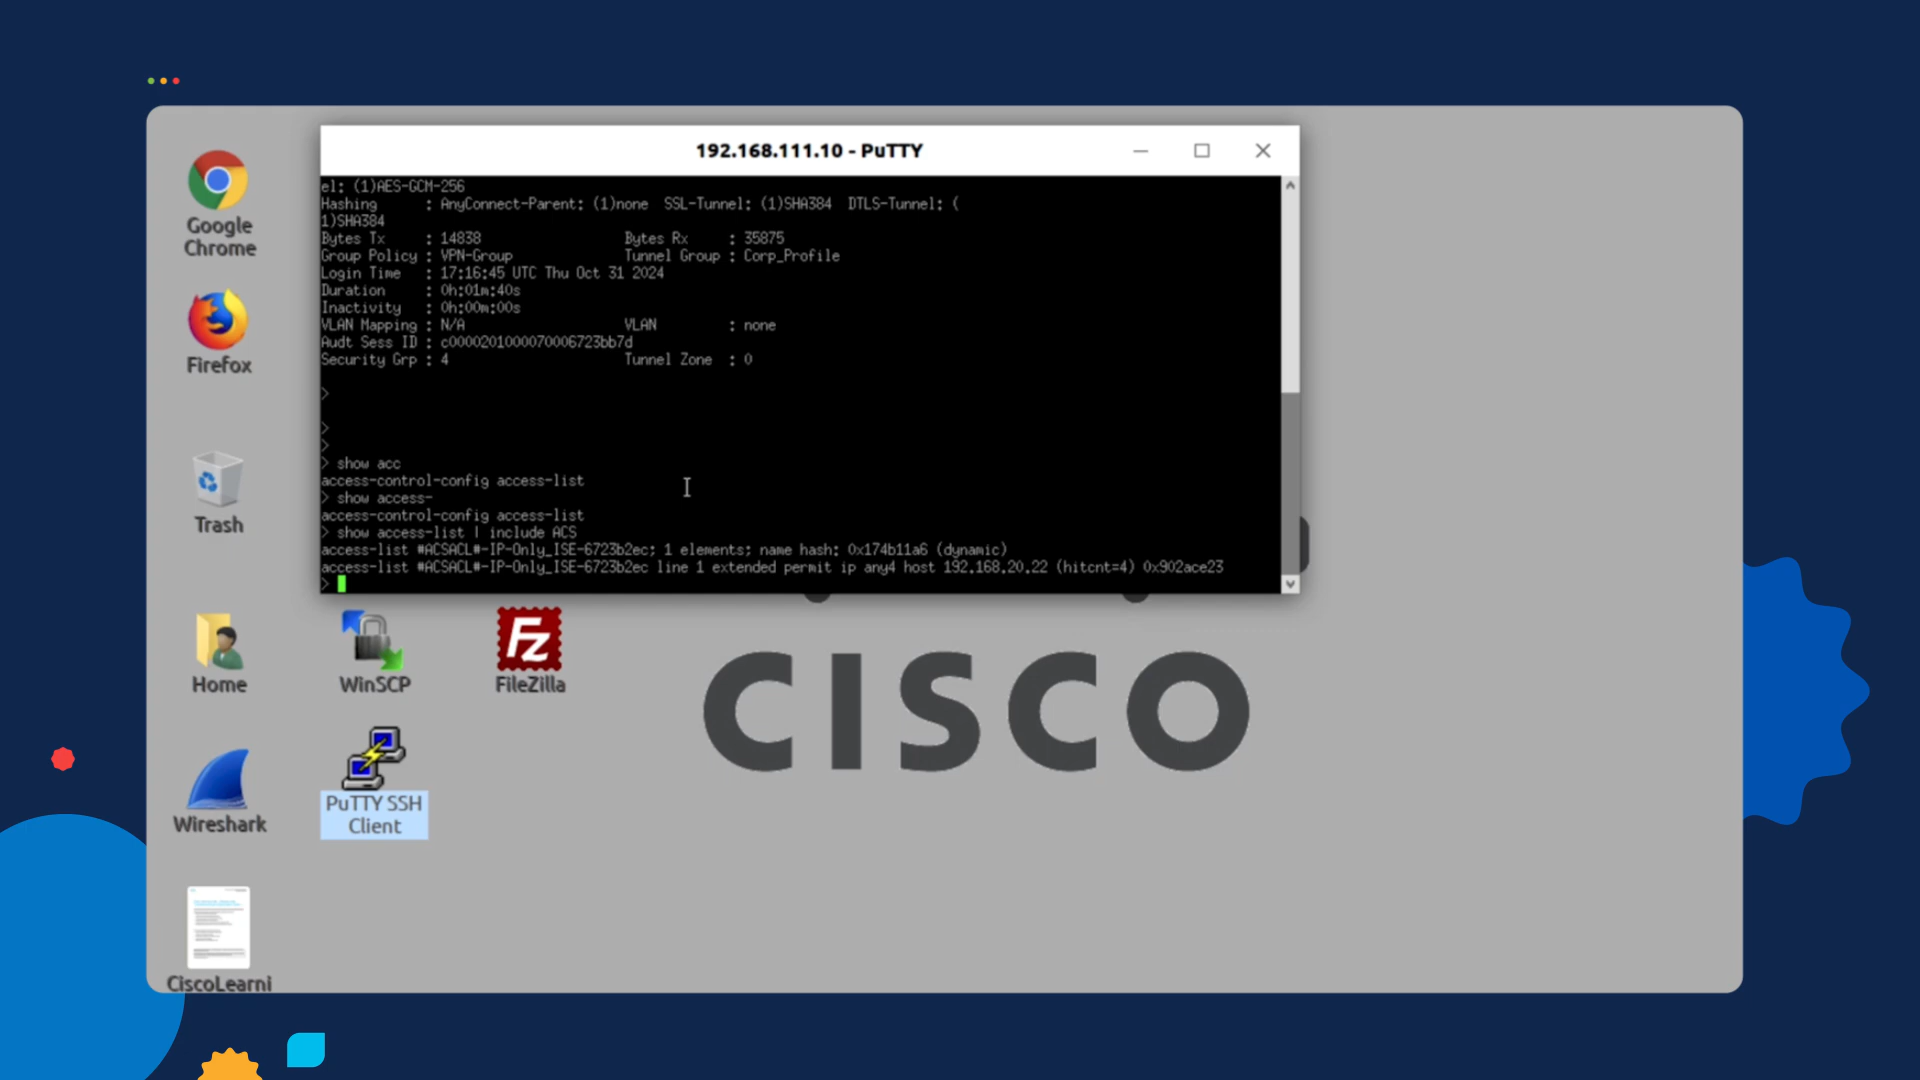 192.168.111.10 - PuTTY
el: (1)AES-GCM-256
Hashing      : AnyConnect-Parent: (1)none  SSL-Tunnel: (1)SHA384  DTLS-Tunnel: (
1)SHA384
Bytes Tx     : 14838                  Bytes Rx     : 35875
Group Policy : VPN-Group              Tunnel Group : Corp_Profile
Login Time   : 17:16:45 UTC Thu Oct 31 2024
Duration     : 0h:01m:40s
Inactivity   : 0h:00m:00s
VLAN Mapping : N/A                    VLAN         : none
Audt Sess ID : c0000201000070006723bb7d
Security Grp : 4                      Tunnel Zone  : 0
>
>
>
> show acc
access-control-config access-list
> show access-
access-control-config access-list
> show access-list | include ACS
access-list #ACSACL#-IP-Only_ISE-6723b2ec; 1 elements; name hash: 0x174b11a6 (dynamic)
access-list #ACSACL#-IP-Only_ISE-6723b2ec line 1 extended permit ip any4 host 192.168.20.22 (hitcnt=4) 0x902ace23
>
Google
Chrome
Firefox
Trash
Home
WinSCP
FileZilla
Fz
CISCO
Wireshark
PuTTY SSH
Client
CiscoLearni